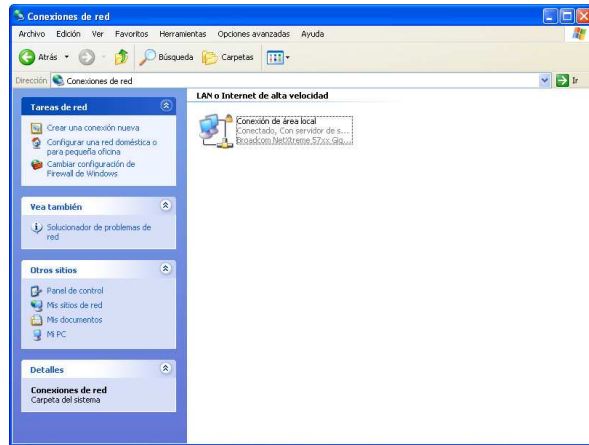 Conexiones de red
Archivo Edición Ver Favoritos Herramientas Opciones avanzadas Ayuda
Atrás Búsqueda Carpetas
Dirección Conexiones de red Ir
Tareas de red
Crear una conexión nueva
Configurar una red doméstica o
para pequeña oficina
Cambiar configuración de
Firewall de Windows
Vea también
Solucionador de problemas de
red
Otros sitios
Panel de control
Mis sitios de red
Mis documentos
Mi PC
Detalles
Conexiones de red
Carpeta del sistema
LAN o Internet de alta velocidad
Conexión de área local
Conectado, Con servidor de s...
Broadcom NetXtreme 57xx Gig...